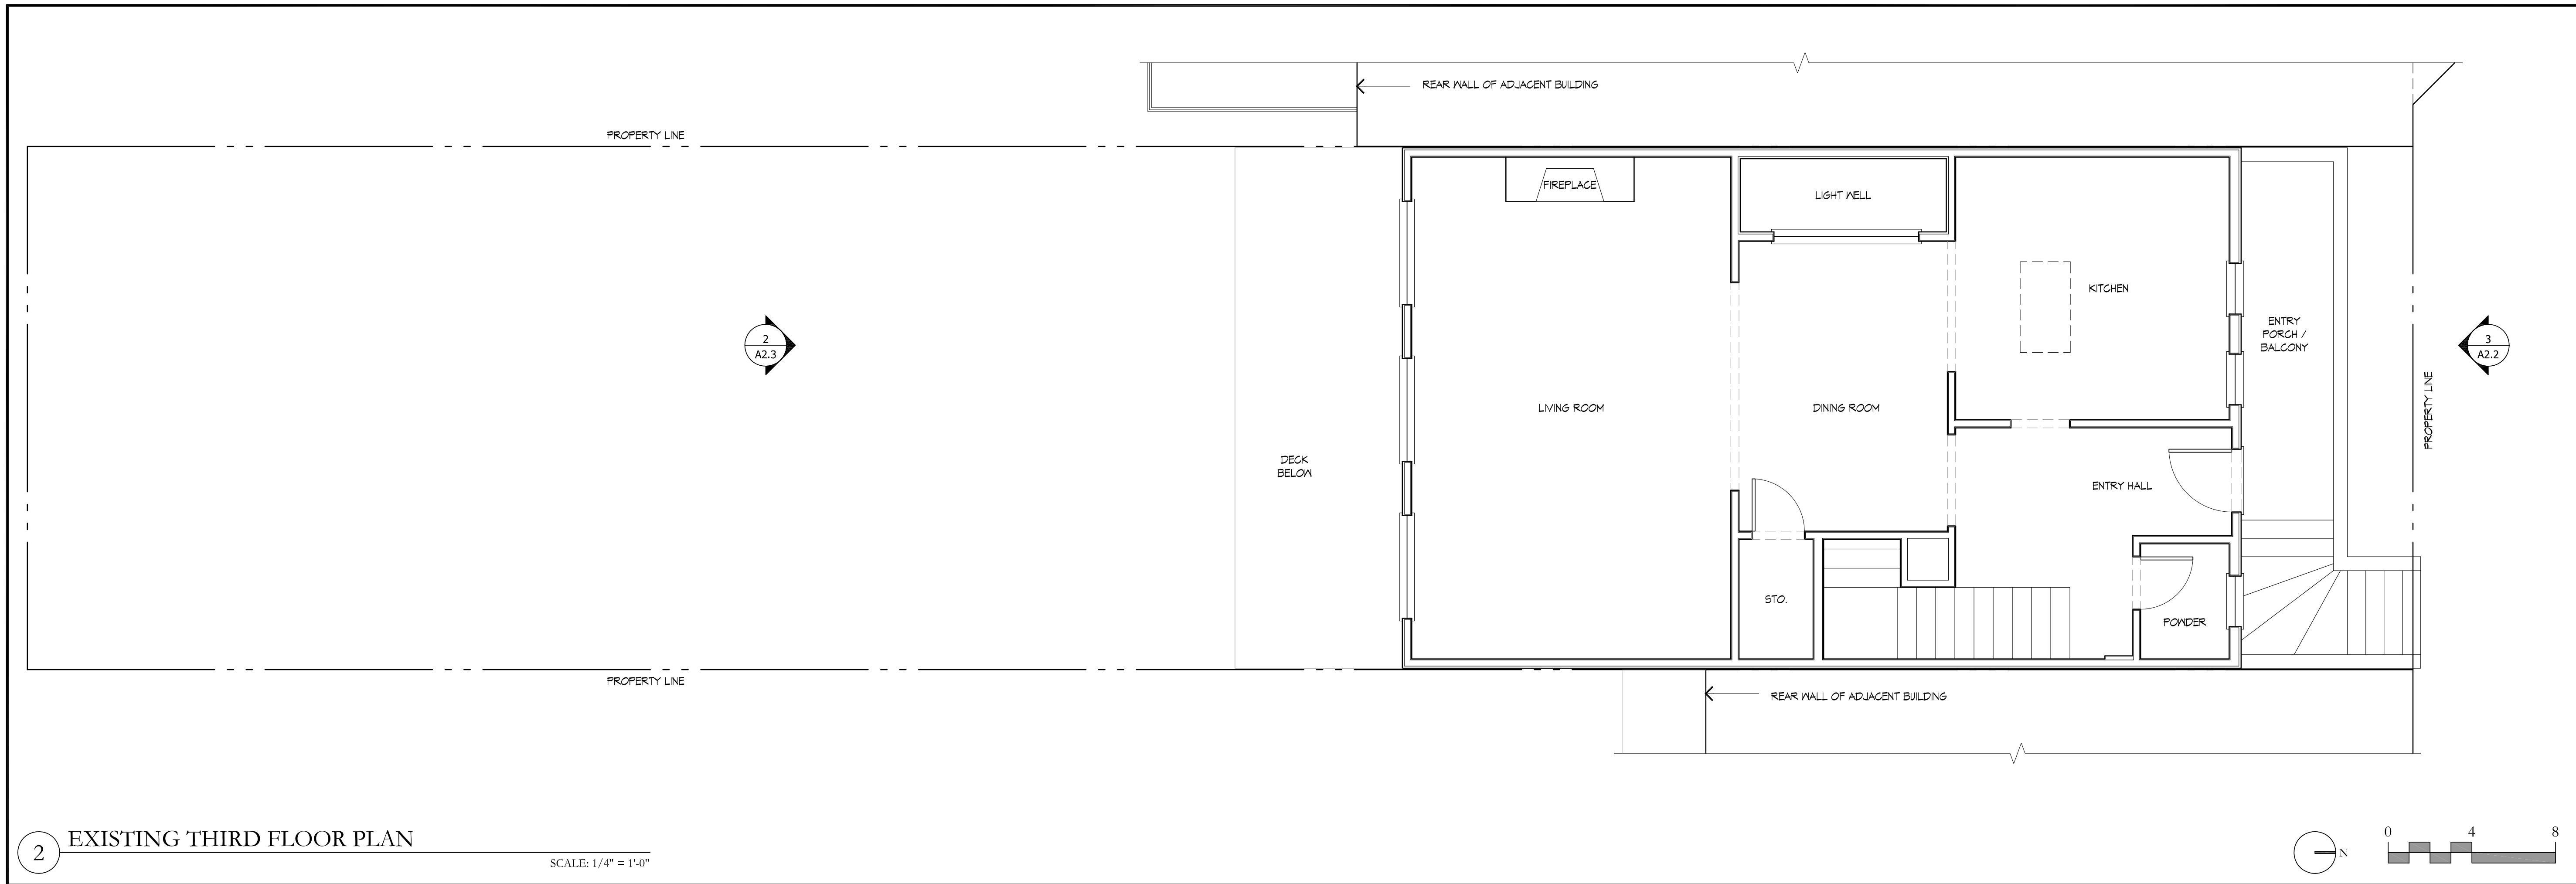 REAR WALL OF ADJACENT BUILDING
PROPERTY LINE
FIREPLACE
LIGHT WELL
KITCHEN
ENTRY
PORCH /
BALCONY
2
A2.3
3
A2.2
PROPERTY LINE
LIVING ROOM
DINING ROOM
DECK
BELOW
ENTRY HALL
STO.
POWDER
PROPERTY LINE
REAR WALL OF ADJACENT BUILDING
2
EXISTING THIRD FLOOR PLAN
SCALE: 1/4" = 1'-0"
N
0 4 8